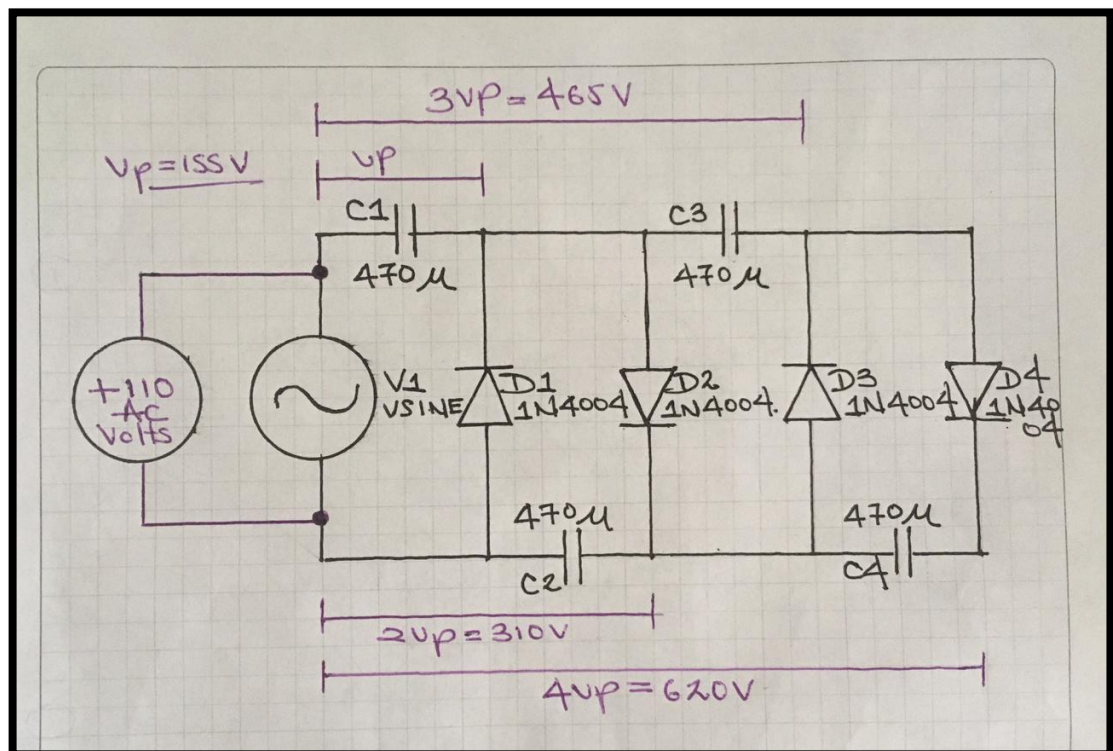 3VP = 465V
Vp = 155V
VP
C1
470µ
C3
470µ
+110
AC
Volts
V1
VSINE
D1
1N4004
D2
1N4004.
D3
1N4004
D4
1N40
04
470µ
C2
470µ
C4
2VP = 310V
4VP = 620V